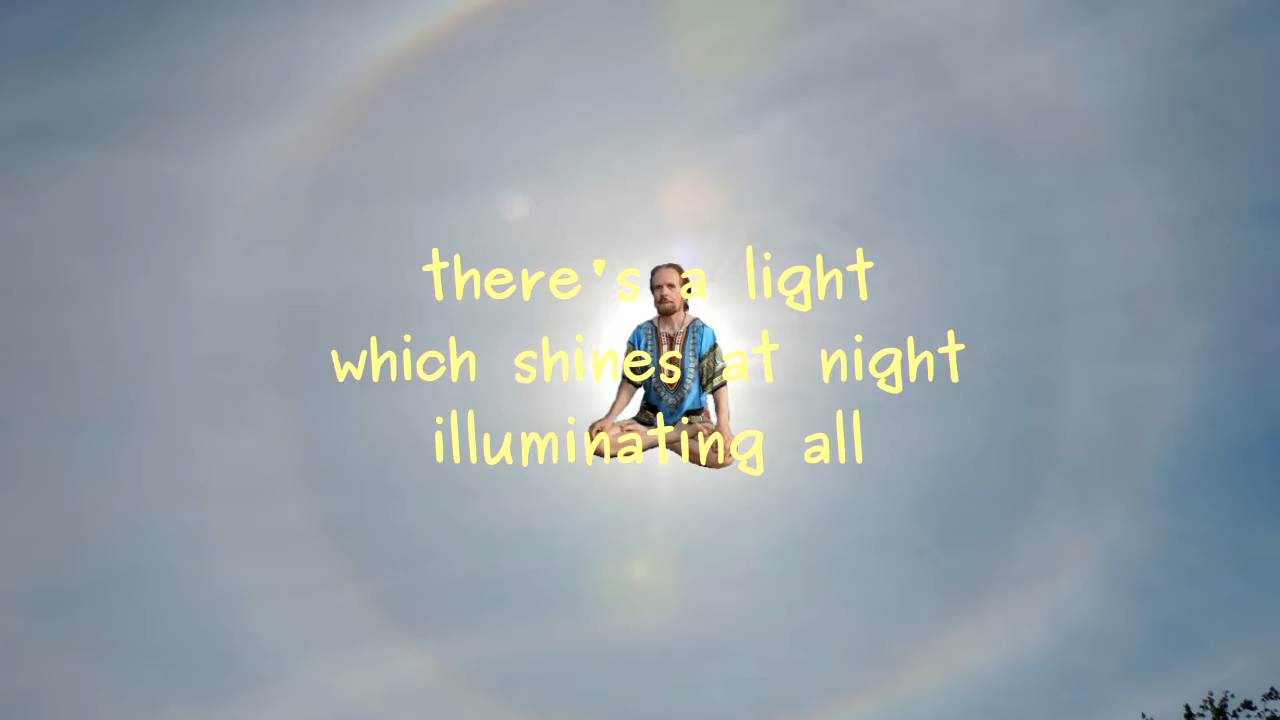 there's a light
which shines at night
illuminating all